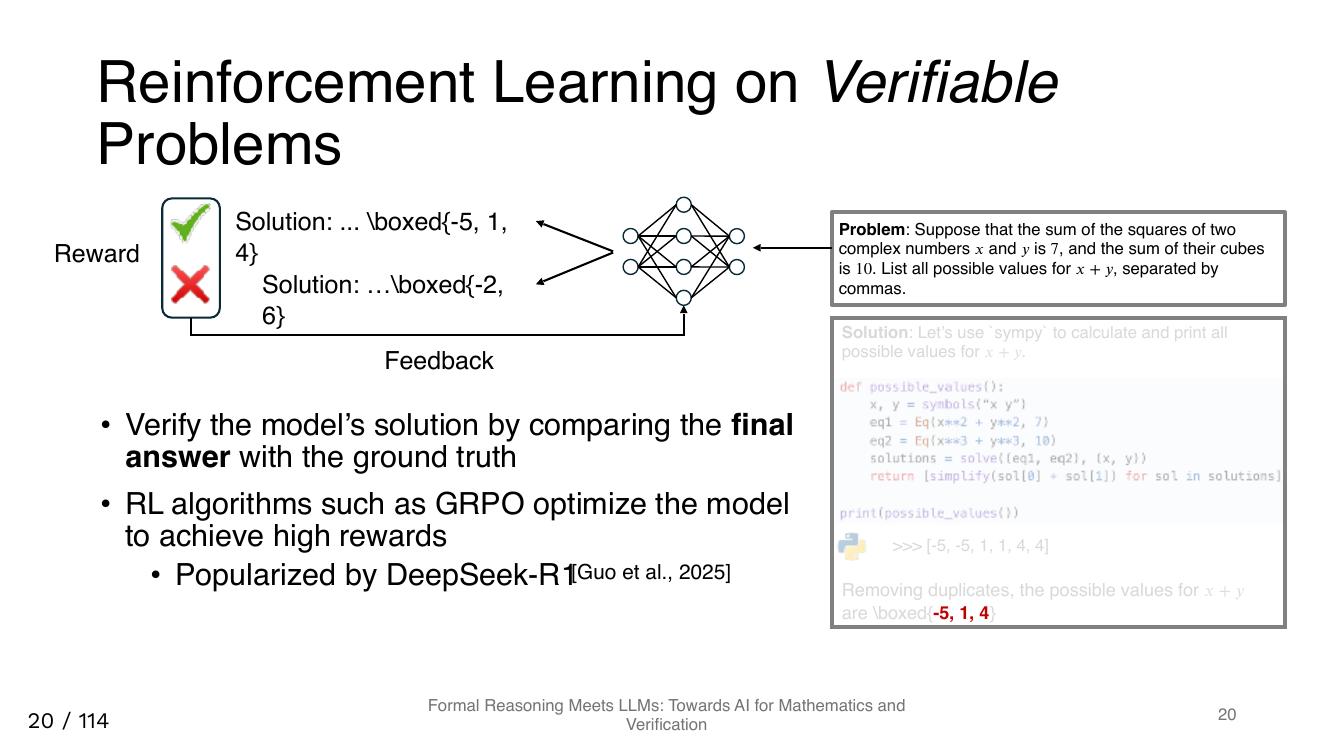 Reinforcement Learning on Verifiable
Problems
Reward
Solution: ... \boxed{-5, 1,
4}
Solution: …\boxed{-2,
6}
Feedback
Problem: Suppose that the sum of the squares of two
complex numbers x and y is 7, and the sum of their cubes
is 10. List all possible values for x + y, separated by
commas.
Solution: Let’s use `sympy` to calculate and print all
possible values for x + y.
def possible_values():
x, y = symbols(“x y”)
eq1 = Eq(x**2 + y**2, 7)
eq2 = Eq(x**3 + y**3, 10)
solutions = solve((eq1, eq2), (x, y))
return [simplify(sol[0] + sol[1]) for sol in solutions]
print(possible_values())
>>> [-5, -5, 1, 1, 4, 4]
Removing duplicates, the possible values for x + y
are \boxed{-5, 1, 4}
• Verify the model’s solution by comparing the final
answer with the ground truth
• RL algorithms such as GRPO optimize the model
to achieve high rewards
• Popularized by DeepSeek-R1 [Guo et al., 2025]
20 / 114
Formal Reasoning Meets LLMs: Towards AI for Mathematics and
Verification
20